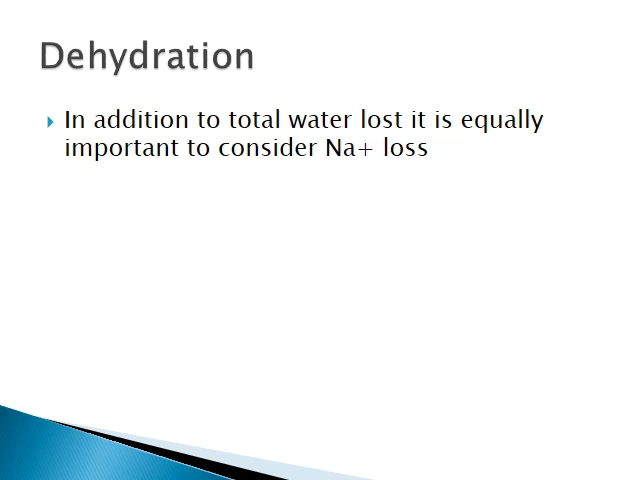 Dehydration
In addition to total water lost it is equally
important to consider Na+ loss